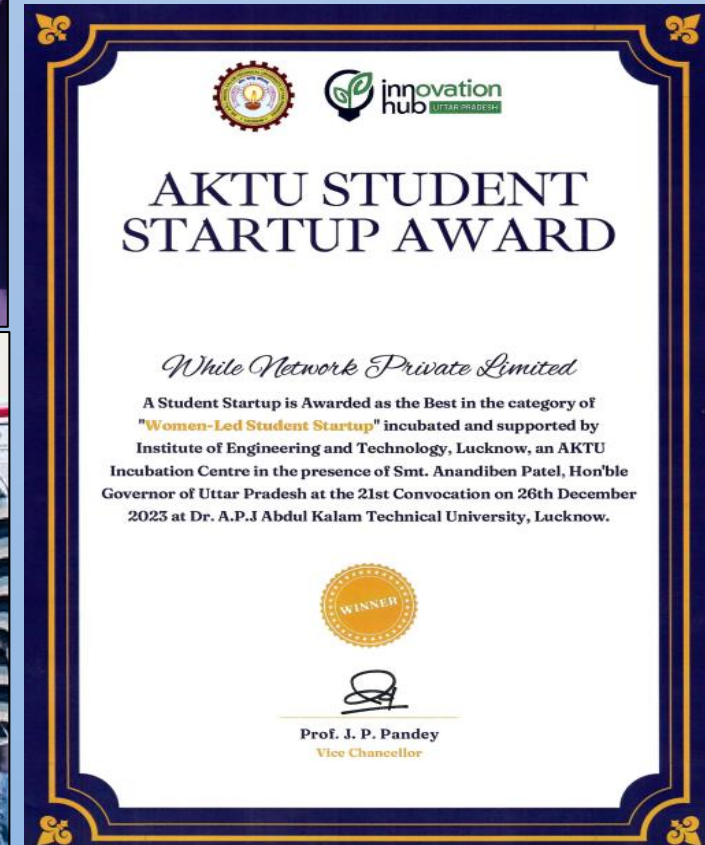 innovation
hub UTTAR PRADESH
AKTU STUDENT
STARTUP AWARD
While Network Private Limited
A Student Startup is Awarded as the Best in the category of
"Women-Led Student Startup" incubated and supported by
Institute of Engineering and Technology, Lucknow, an AKTU
Incubation Centre in the presence of Smt. Anandiben Patel, Hon'ble
Governor of Uttar Pradesh at the 21st Convocation on 26th December
2023 at Dr. A.P.J Abdul Kalam Technical University, Lucknow.
WINNER
Prof. J. P. Pandey
Vice Chancellor